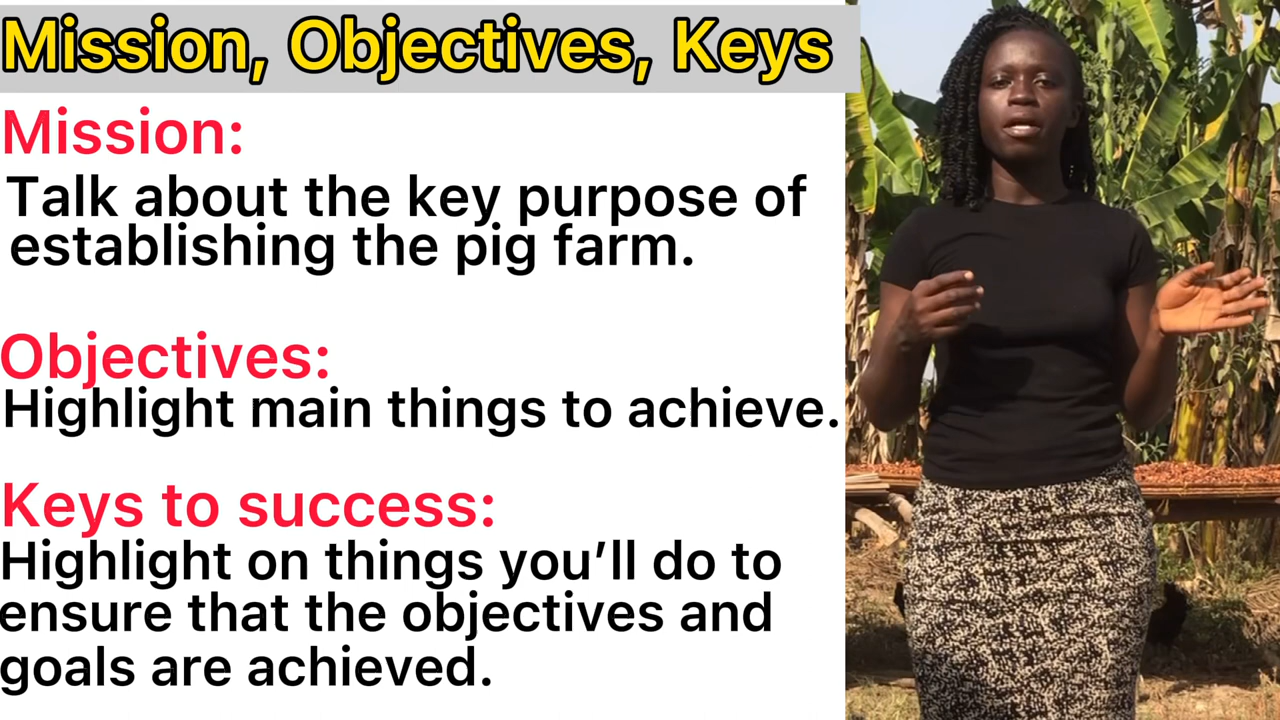 Mission, Objectives, Keys
Mission:
Talk about the key purpose of
establishing the pig farm.
Objectives:
Highlight main things to achieve.
Keys to success:
Highlight on things you’ll do to
ensure that the objectives and
goals are achieved.